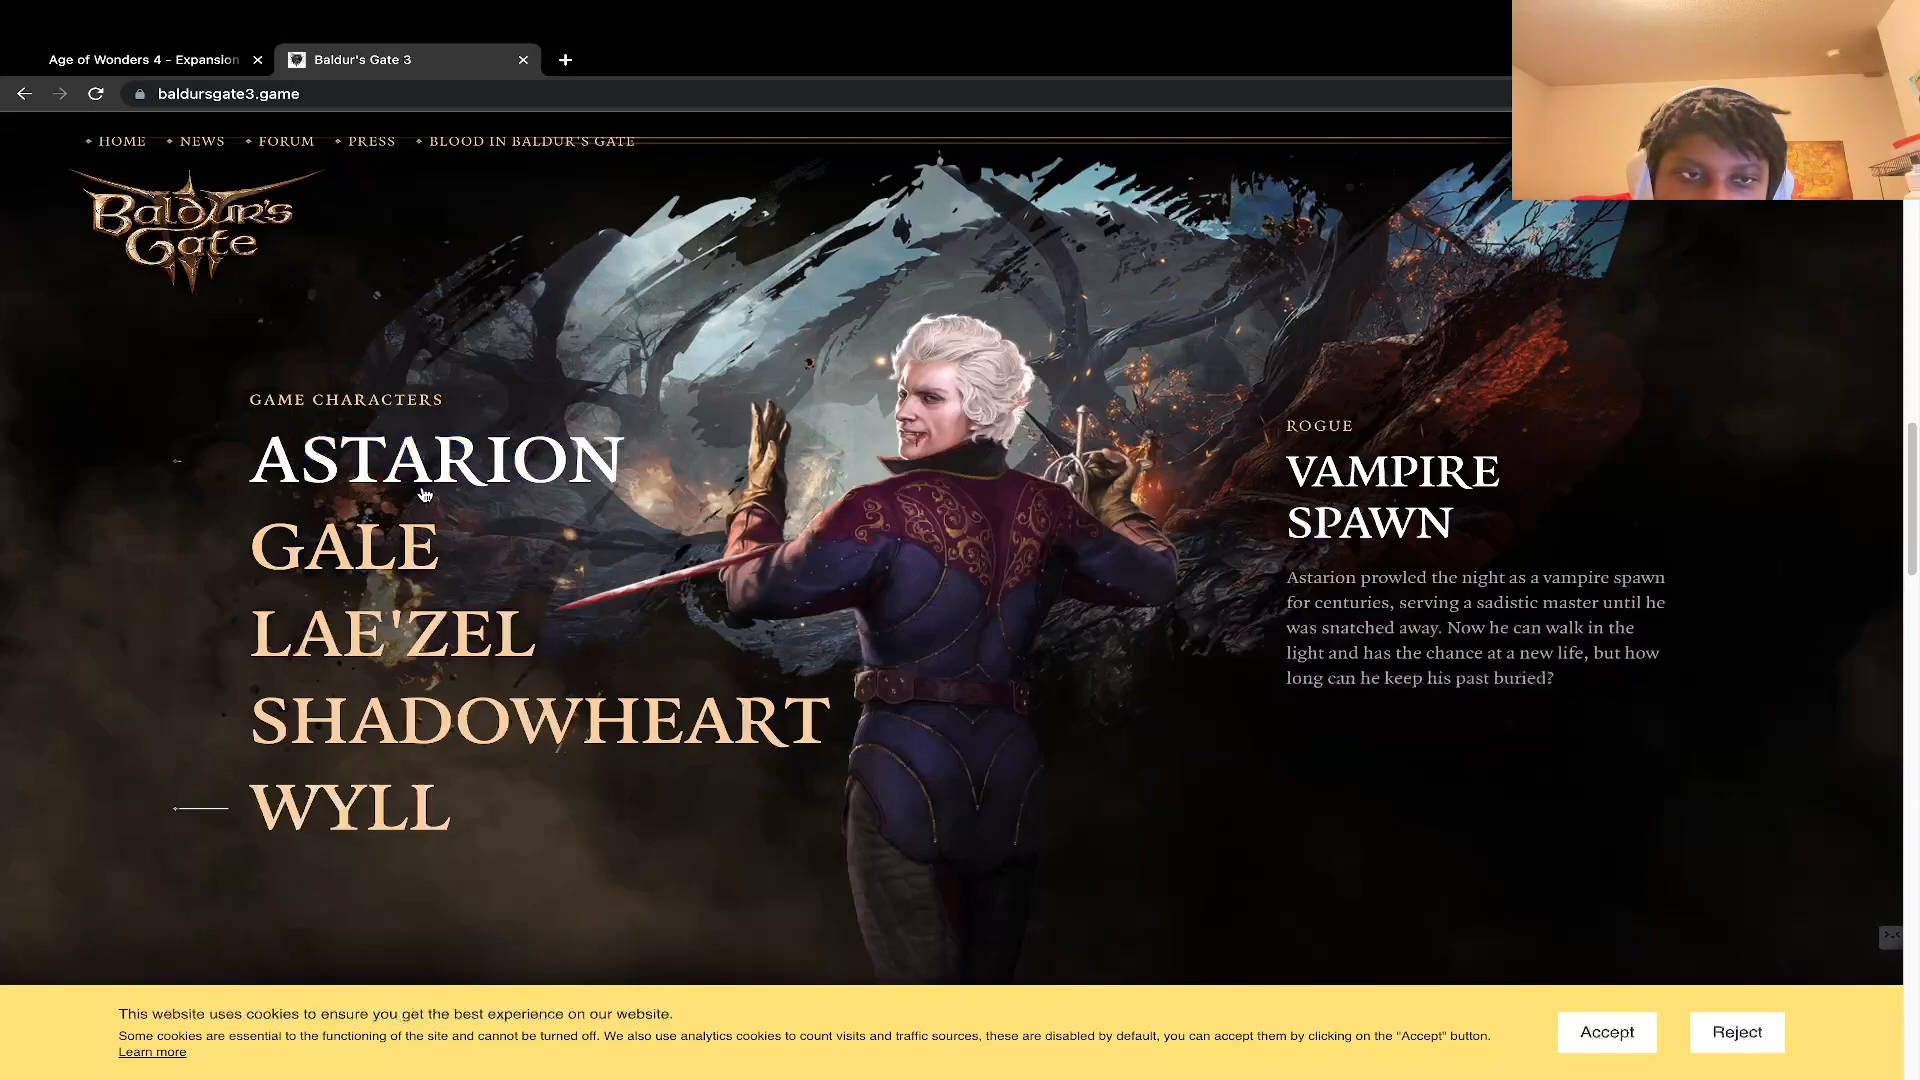 Age of Wonders 4 - Expansion
Baldur's Gate 3
baldursgate3.game
HOME
NEWS
FORUM
PRESS
BLOOD IN BALDUR'S GATE
Baldur's
Gate
GAME CHARACTERS
ASTARION
GALE
LAE'ZEL
SHADOWHEART
WYLL
ROGUE
VAMPIRE
SPAWN
Astarion prowled the night as a vampire spawn
for centuries, serving a sadistic master until he
was snatched away. Now he can walk in the
light and has the chance at a new life, but how
long can he keep his past buried?
This website uses cookies to ensure you get the best experience on our website.
Some cookies are essential to the functioning of the site and cannot be turned off. We also use analytics cookies to count visits and traffic sources, these are disabled by default, you can accept them by clicking on the "Accept" button.
Learn more
Accept
Reject